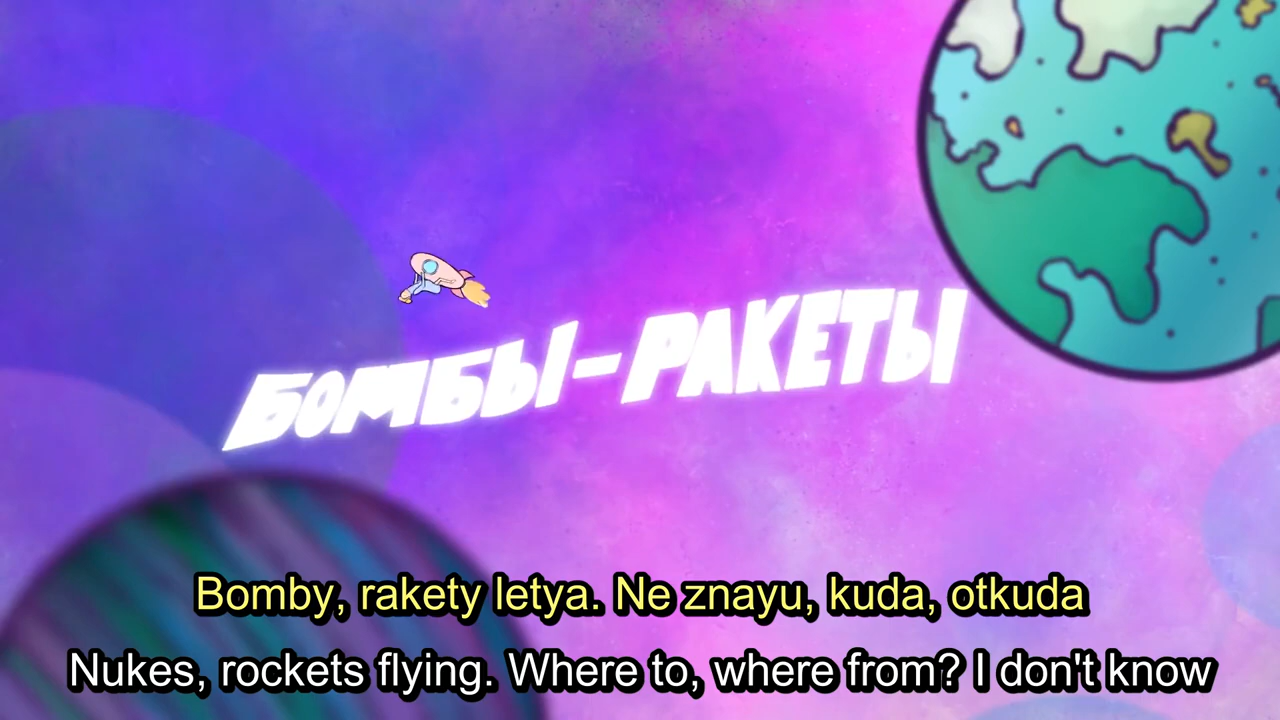 БОМБЫ-РАКЕТЫ
Bomby, rakety letya. Ne znayu, kuda, otkuda
Nukes, rockets flying. Where to, where from? I don't know